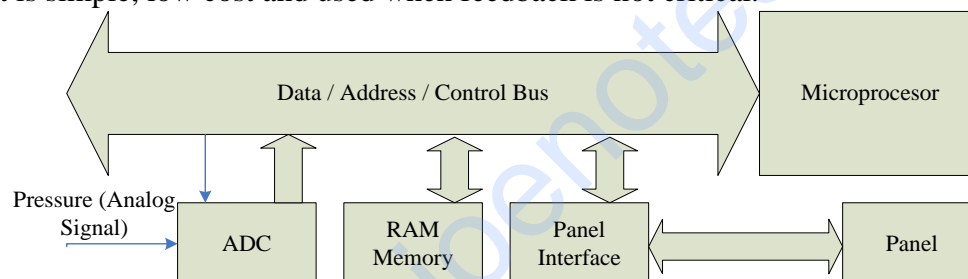 t is simple, low cost and used when feedback is not critical.
Data / Address / Control Bus
Microprocesor
Pressure (Analog
Signal)
ADC
RAM
Memory
Panel
Interface
Panel
ioenote